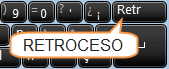 ) = ? ¿ Retr
9 0 ' ¡
RETROCESO